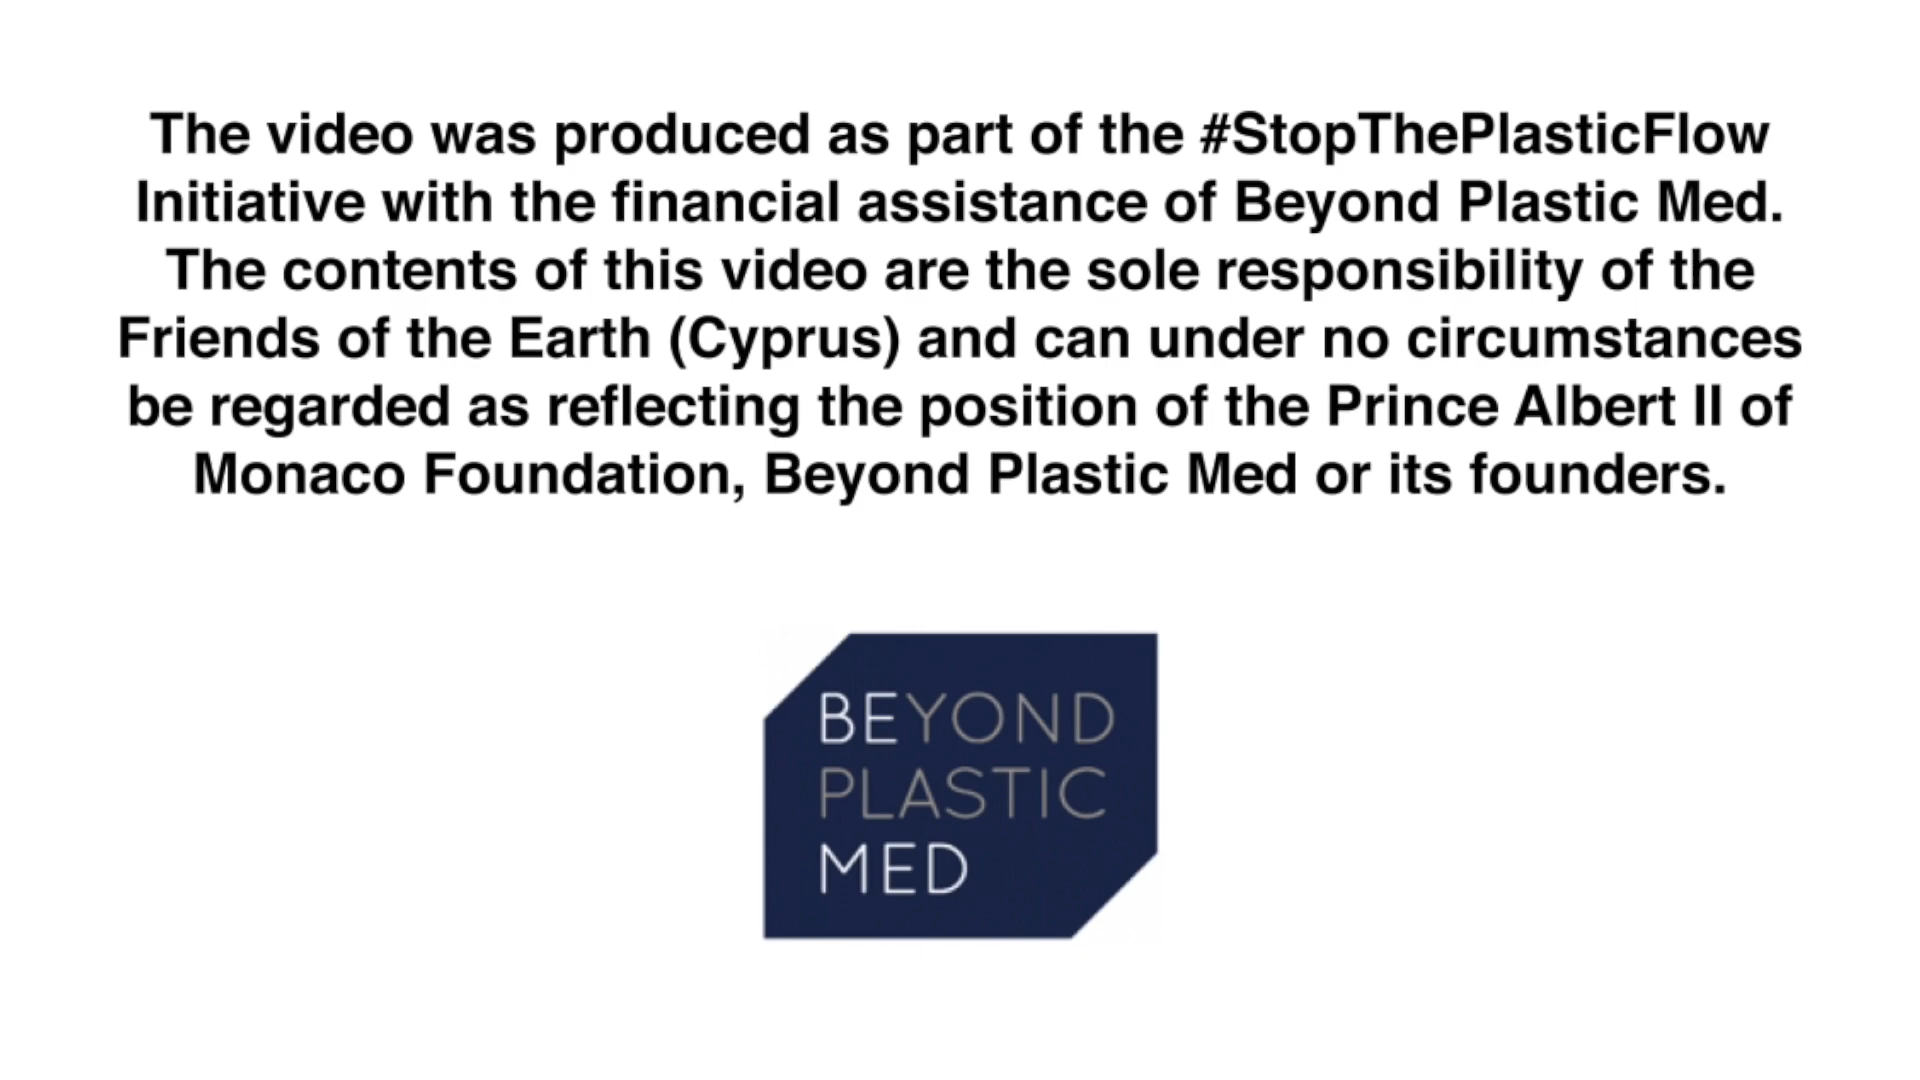 The video was produced as part of the #StopThePlasticFlow
Initiative with the financial assistance of Beyond Plastic Med.
The contents of this video are the sole responsibility of the
Friends of the Earth (Cyprus) and can under no circumstances
be regarded as reflecting the position of the Prince Albert II of
Monaco Foundation, Beyond Plastic Med or its founders.
BEYOND
PLASTIC
MED